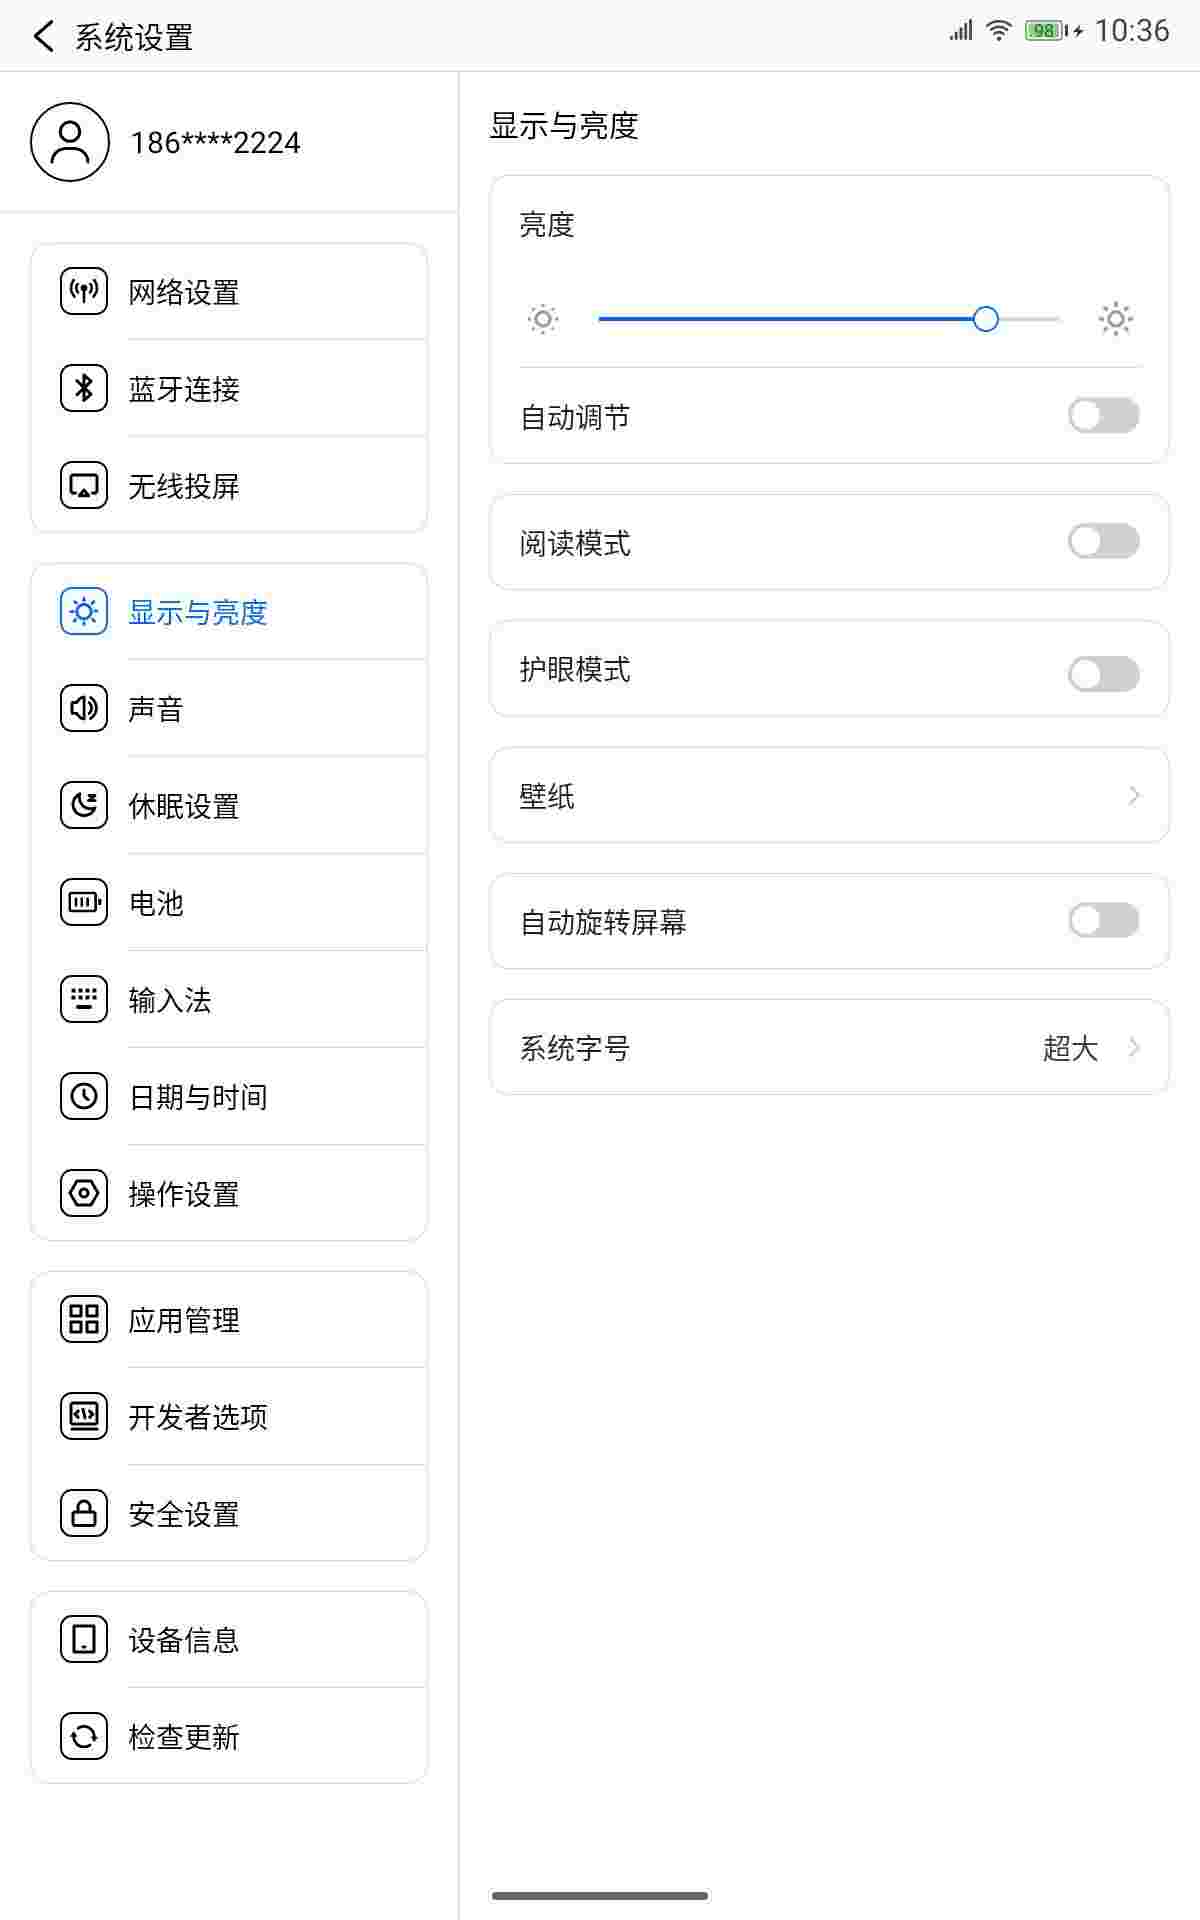 系统设置
98
10:36
186****2224
网络设置
蓝牙连接
无线投屏
显示与亮度
声音
休眠设置
电池
输入法
日期与时间
操作设置
应用管理
开发者选项
安全设置
设备信息
检查更新
显示与亮度
亮度
自动调节
阅读模式
护眼模式
壁纸
自动旋转屏幕
系统字号 超大